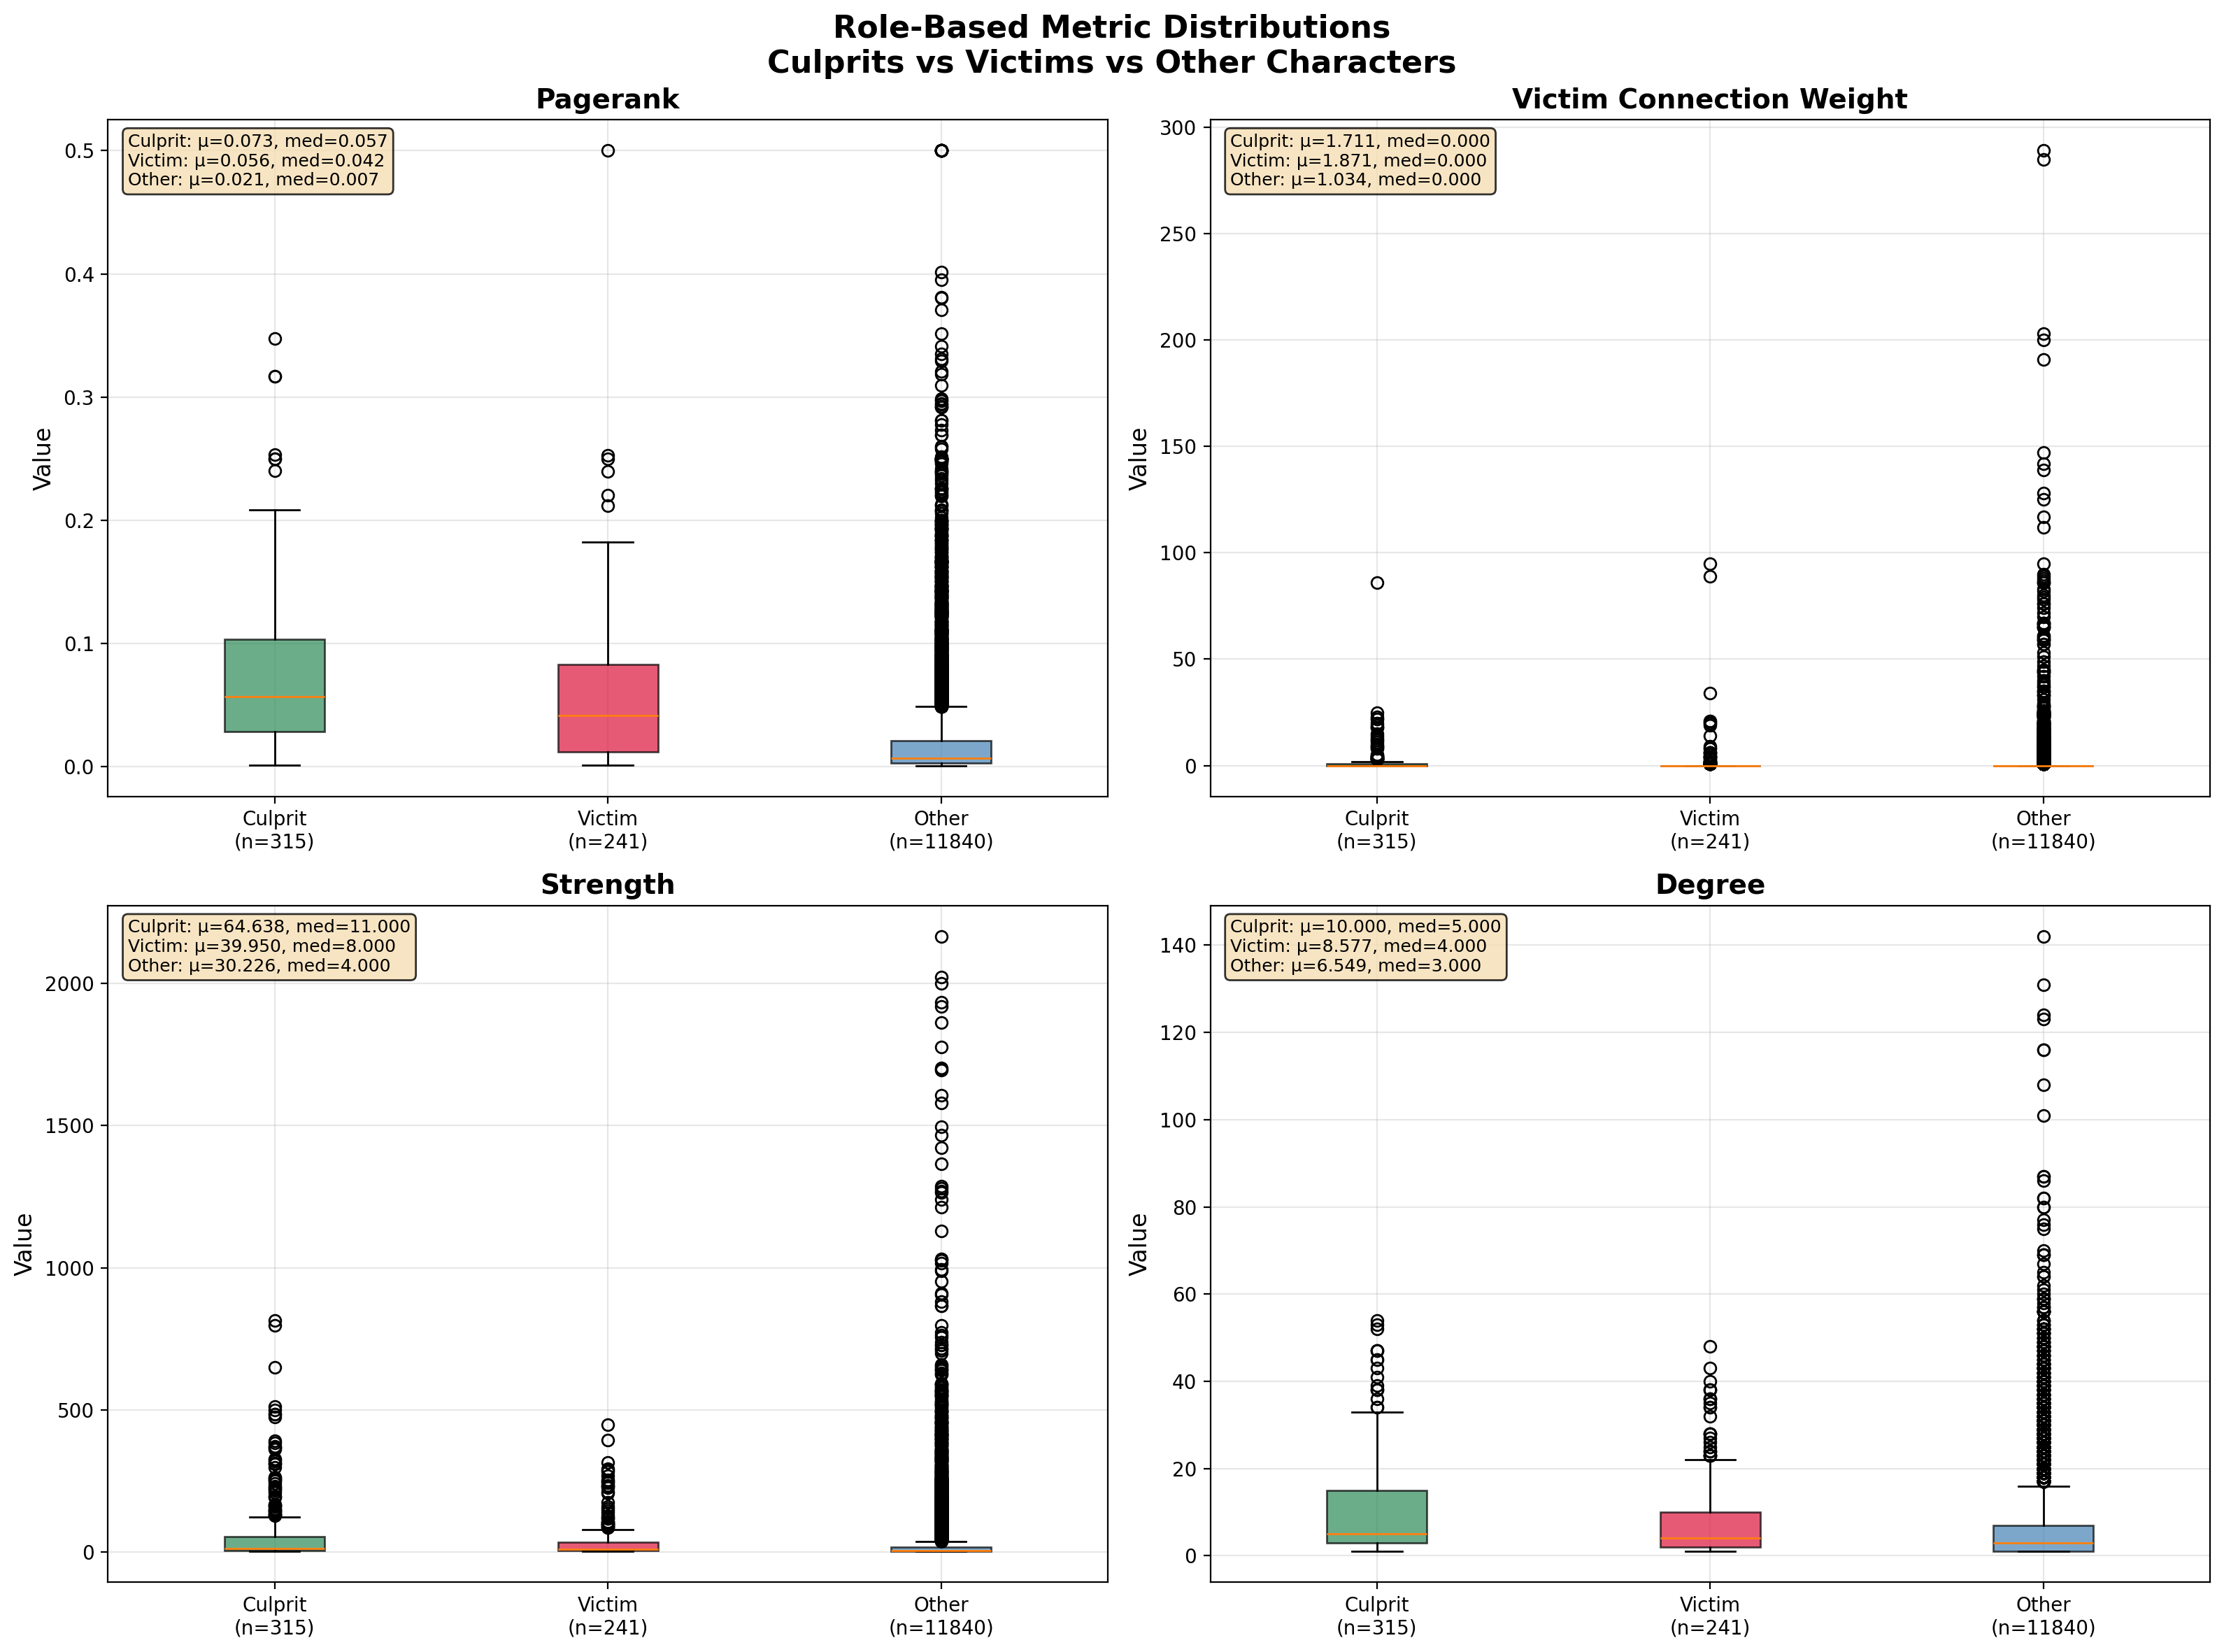 Role-Based Metric Distributions
Culprits vs Victims vs Other Characters
Pagerank
Culprit: μ=0.073, med=0.057
Victim: μ=0.056, med=0.042
Other: μ=0.021, med=0.007
Value
0.5
0.4
0.3
0.2
0.1
0.0
Culprit
(n=315)
Victim
(n=241)
Other
(n=11840)
Victim Connection Weight
Culprit: μ=1.711, med=0.000
Victim: μ=1.871, med=0.000
Other: μ=1.034, med=0.000
Value
300
250
200
150
100
50
0
Culprit
(n=315)
Victim
(n=241)
Other
(n=11840)
Strength
Culprit: μ=64.638, med=11.000
Victim: μ=39.950, med=8.000
Other: μ=30.226, med=4.000
Value
2000
1500
1000
500
0
Culprit
(n=315)
Victim
(n=241)
Other
(n=11840)
Degree
Culprit: μ=10.000, med=5.000
Victim: μ=8.577, med=4.000
Other: μ=6.549, med=3.000
Value
140
120
100
80
60
40
20
0
Culprit
(n=315)
Victim
(n=241)
Other
(n=11840)